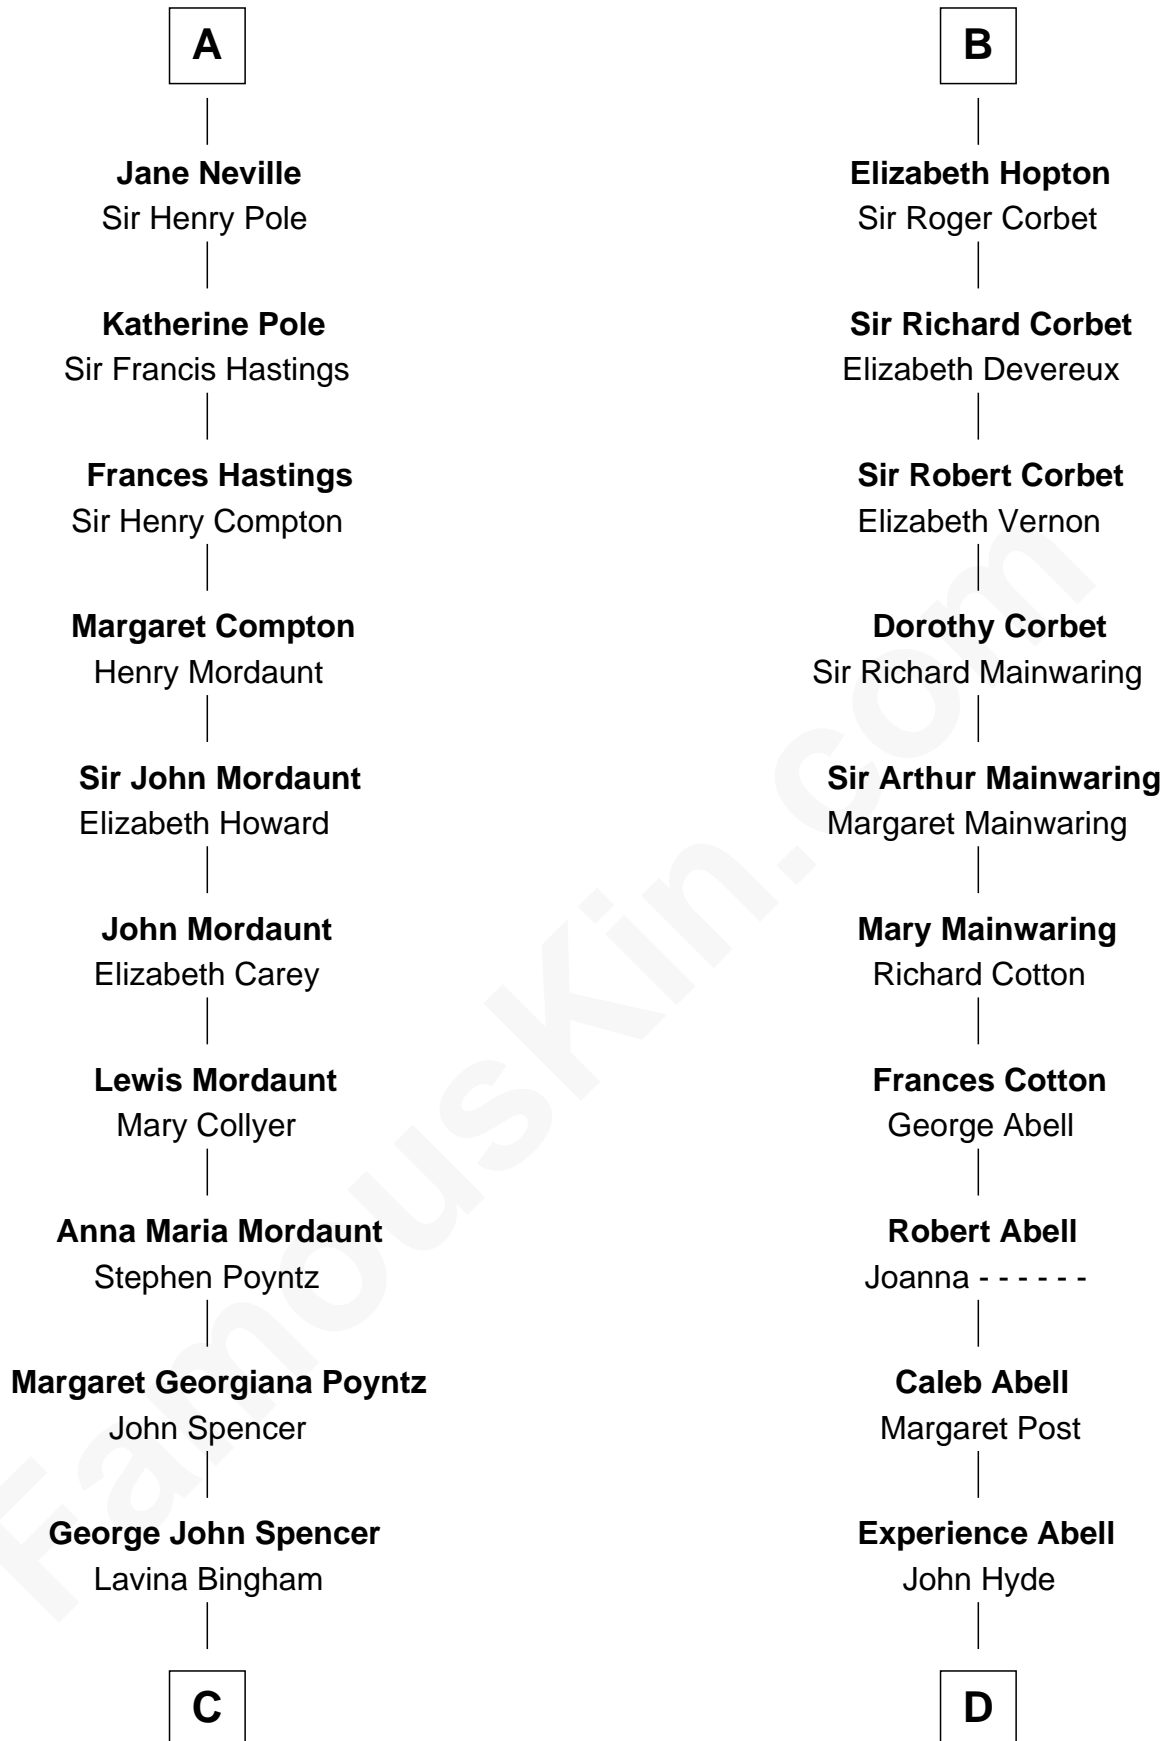 A
Jane Neville
Sir Henry Pole
Katherine Pole
Sir Francis Hastings
Frances Hastings
Sir Henry Compton
Margaret Compton
Henry Mordaunt
Sir John Mordaunt
Elizabeth Howard
John Mordaunt
Elizabeth Carey
Lewis Mordaunt
Mary Collyer
Anna Maria Mordaunt
Stephen Poyntz
Margaret Georgiana Poyntz
John Spencer
George John Spencer
Lavina Bingham
C
B
Elizabeth Hopton
Sir Roger Corbet
Sir Richard Corbet
Elizabeth Devereux
Sir Robert Corbet
Elizabeth Vernon
Dorothy Corbet
Sir Richard Mainwaring
Sir Arthur Mainwaring
Margaret Mainwaring
Mary Mainwaring
Richard Cotton
Frances Cotton
George Abell
Robert Abell
Joanna - - - - - -
Caleb Abell
Margaret Post
Experience Abell
John Hyde
D
FamousKin.com